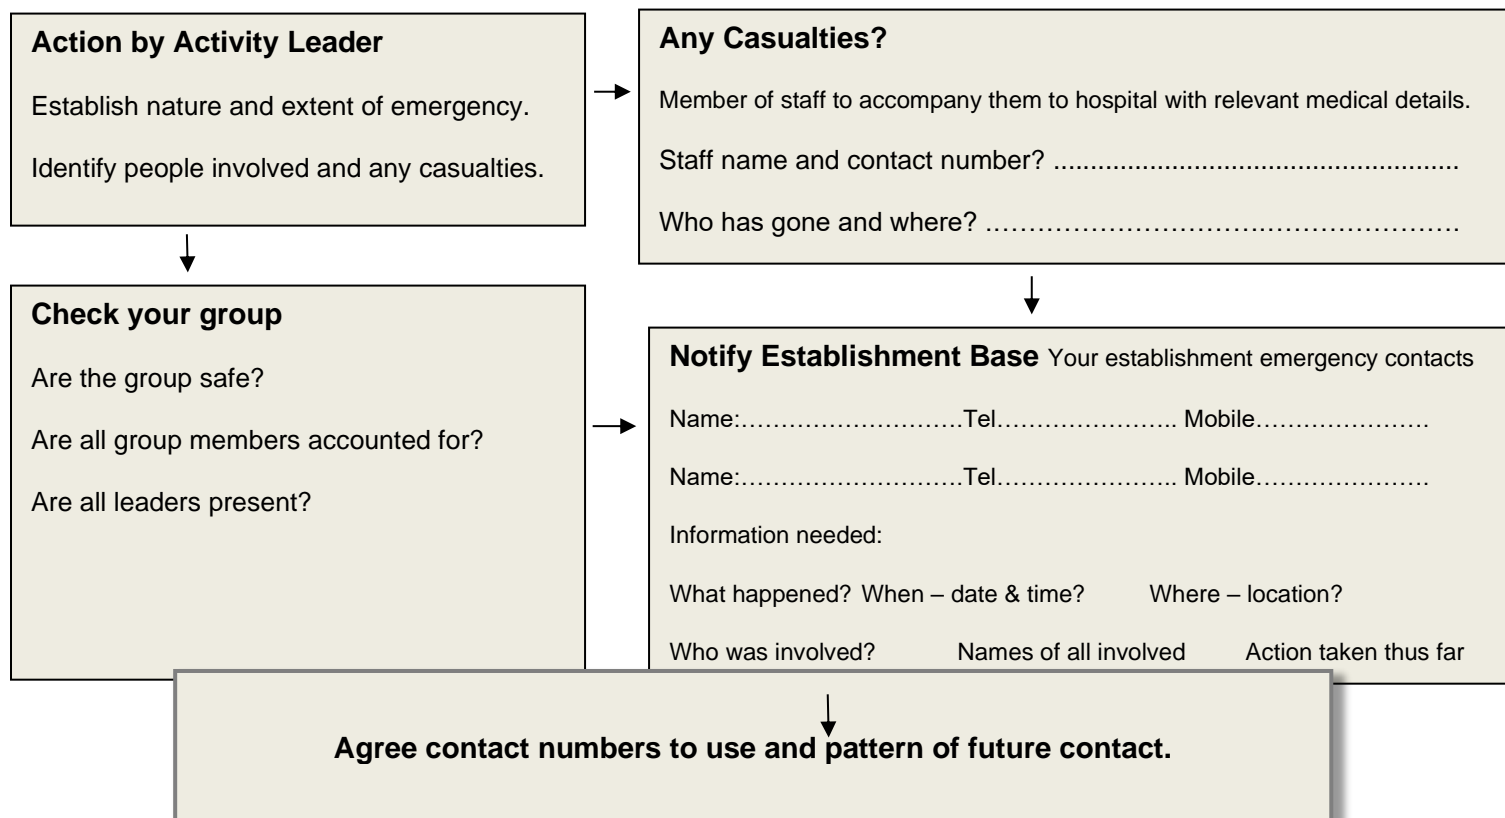 Action by Activity Leader
Establish nature and extent of emergency.
Identify people involved and any casualties.
Any Casualties?
Member of staff to accompany them to hospital with relevant medical details.
Staff name and contact number? .......................................................
Who has gone and where? ..…………………………..…………………
Check your group
Are the group safe?
Are all group members accounted for?
Are all leaders present?
Notify Establishment Base Your establishment emergency contacts
Name:……………………….Tel………………….. Mobile………………….
Name:……………………….Tel………………….. Mobile………………….
Information needed:
What happened? When – date & time? Where – location?
Who was involved? Names of all involved Action taken thus far
Agree contact numbers to use and pattern of future contact.